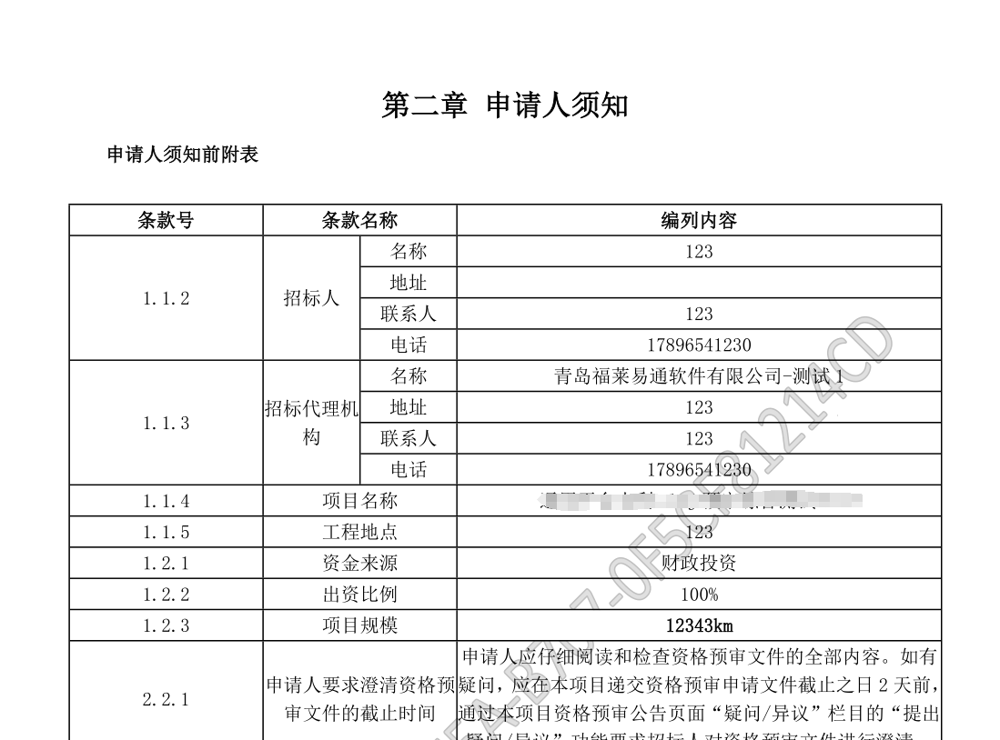 第二章 申请人须知
申请人须知前附表
条款号 条款名称 编列内容
1.1.2 招标人 名称 123
地址
联系人 123
电话 17896541230
1.1.3 招标代理机构 名称 青岛福莱易通软件有限公司-测试1
地址 123
联系人 123
电话 17896541230
1.1.4 项目名称
1.1.5 工程地点 123
1.2.1 资金来源 财政投资
1.2.2 出资比例 100%
1.2.3 项目规模 12343km
2.2.1
申请人要求澄清资格预
审文件的截止时间
申请人应仔细阅读和检查资格预审文件的全部内容。如有
疑问，应在本项目递交资格预审申请文件截止之日2天前，
通过本项目资格预审公告页面“疑问/异议”栏目的“提出
疑问/异议”功能要求招标人对资格预审文件进行澄清
B707-0F5CF81214CD